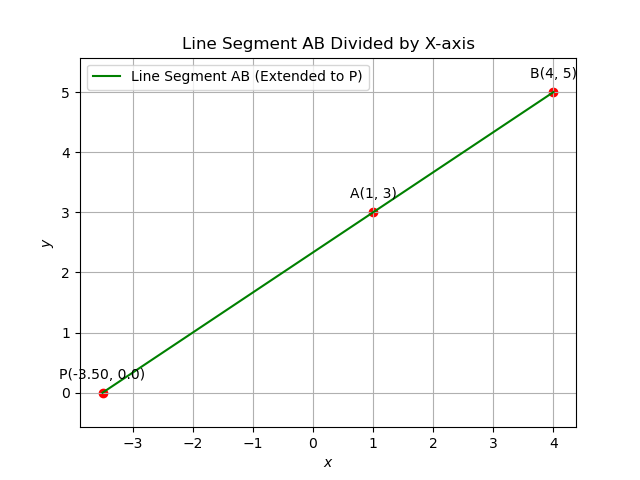 Line Segment AB Divided by X-axis
Line Segment AB (Extended to P)
B(4, 5)
A(1, 3)
P(-3.50, 0.0)
y
5
4
3
2
1
0
−3 −2 −1 0 1 2 3 4
x